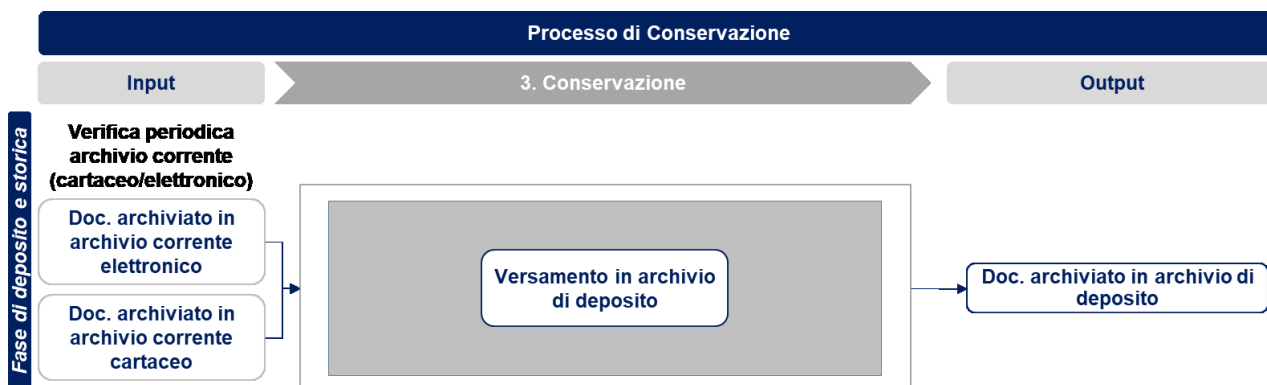 Processo di Conservazione
Input
3. Conservazione
Output
Fase di deposito e storica
Verifica periodica
archivio corrente
(cartaceo/elettronico)
Doc. archiviato in
archivio corrente
elettronico
Doc. archiviato in
archivio corrente
cartaceo
Versamento in archivio
di deposito
Doc. archiviato in archivio di
deposito